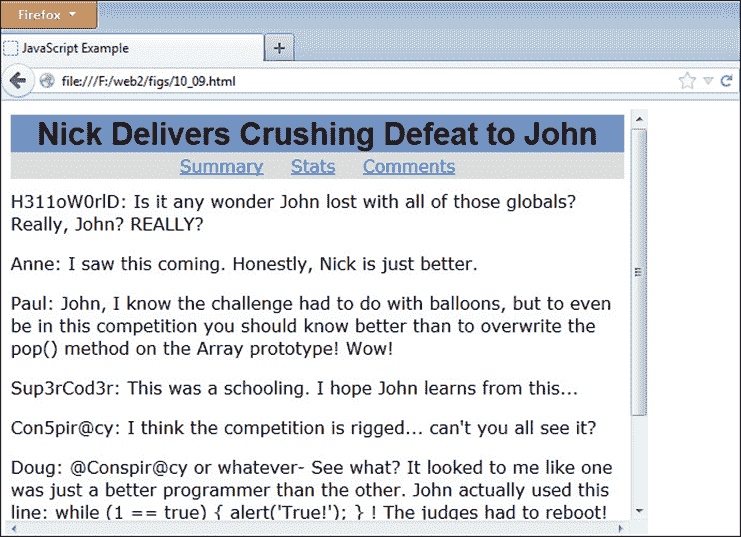 Firefox
JavaScript Example
file:///F:/web2/figs/10_09.html
Nick Delivers Crushing Defeat to John
Summary Stats Comments
H311oW0rlD: Is it any wonder John lost with all of those globals?
Really, John? REALLY?
Anne: I saw this coming. Honestly, Nick is just better.
Paul: John, I know the challenge had to do with balloons, but to even
be in this competition you should know better than to overwrite the
pop() method on the Array prototype! Wow!
Sup3rCod3r: This was a schooling. I hope John learns from this...
Con5pir@cy: I think the competition is rigged... can't you all see it?
Doug: @Conspir@cy or whatever- See what? It looked to me like one
was just a better programmer than the other. John actually used this
line: while (1 == true) { alert('True!'); } ! The judges had to reboot!